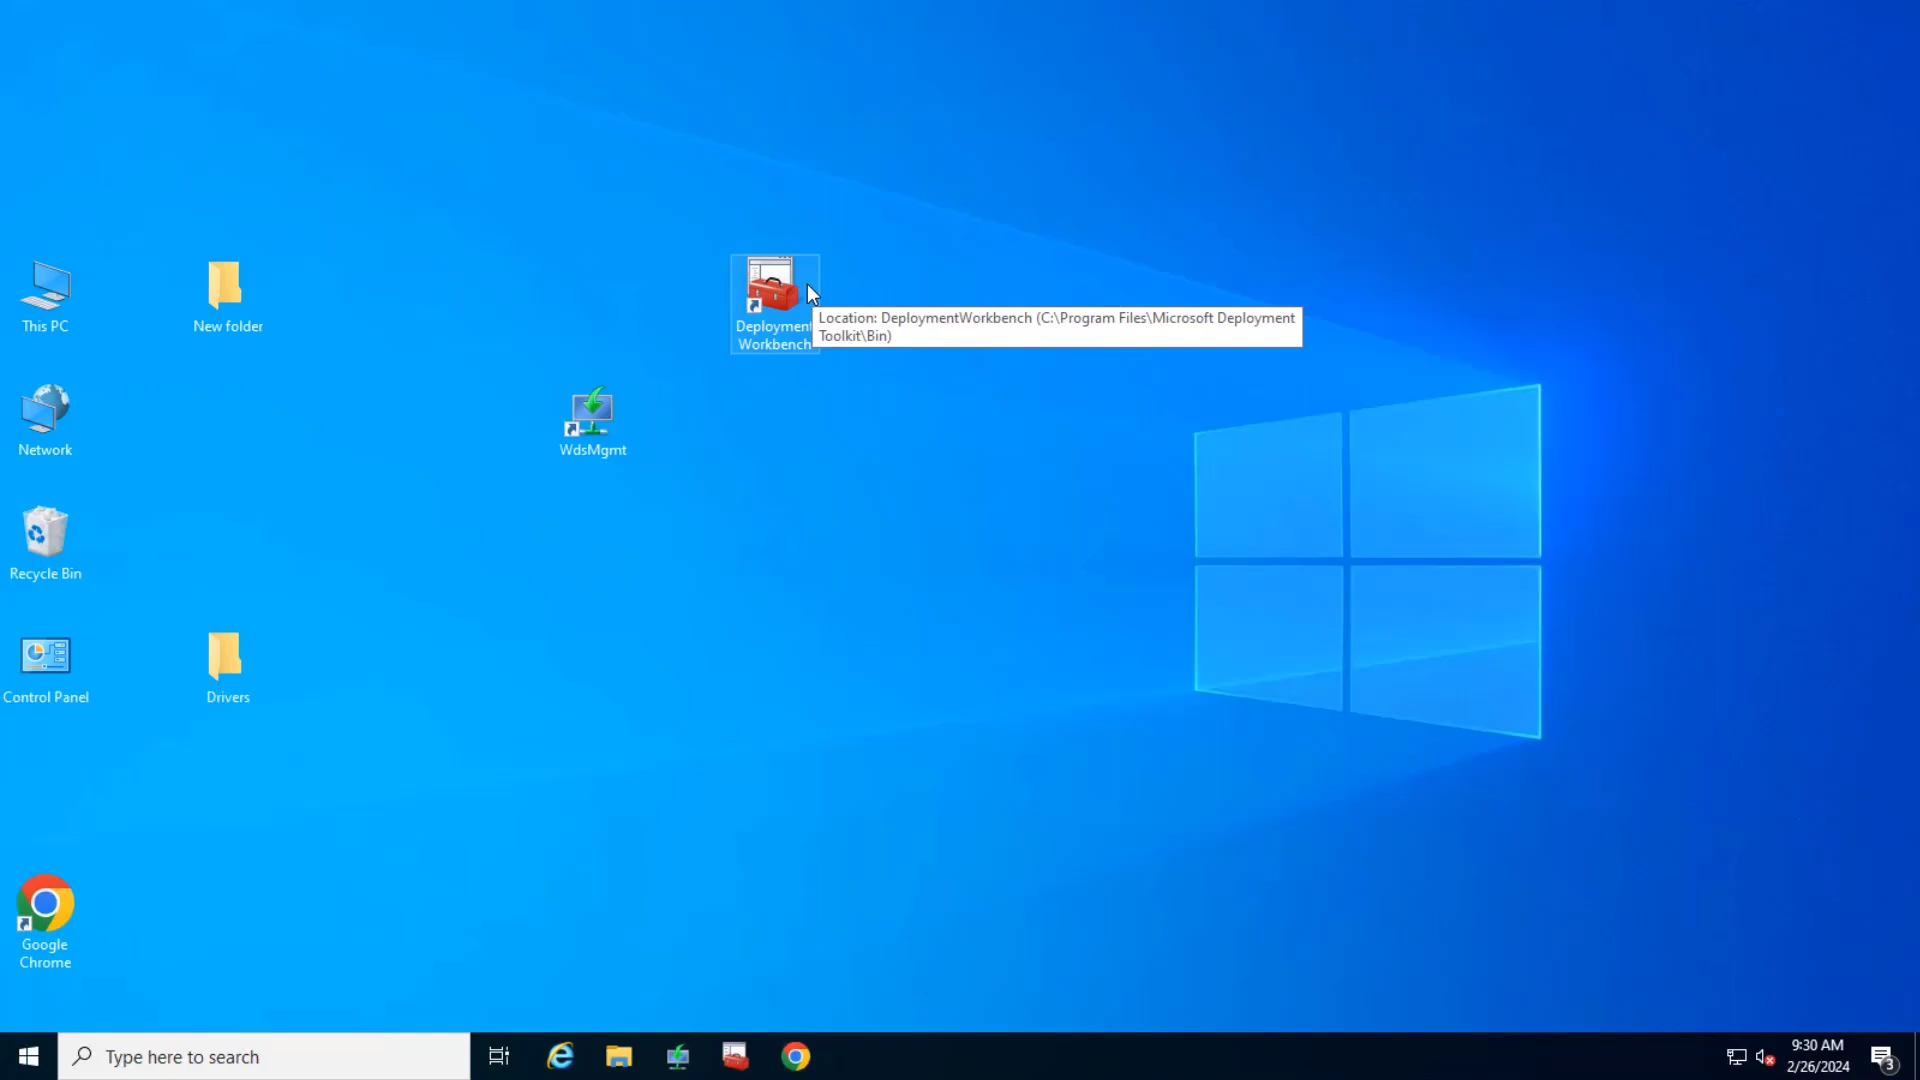 This PC
New folder
Deployment
Workbench
Location: DeploymentWorkbench (C:\Program Files\Microsoft Deployment
Toolkit\Bin)
Network
WdsMgmt
Recycle Bin
Control Panel
Drivers
Google
Chrome
Type here to search
9:30 AM
2/26/2024
3